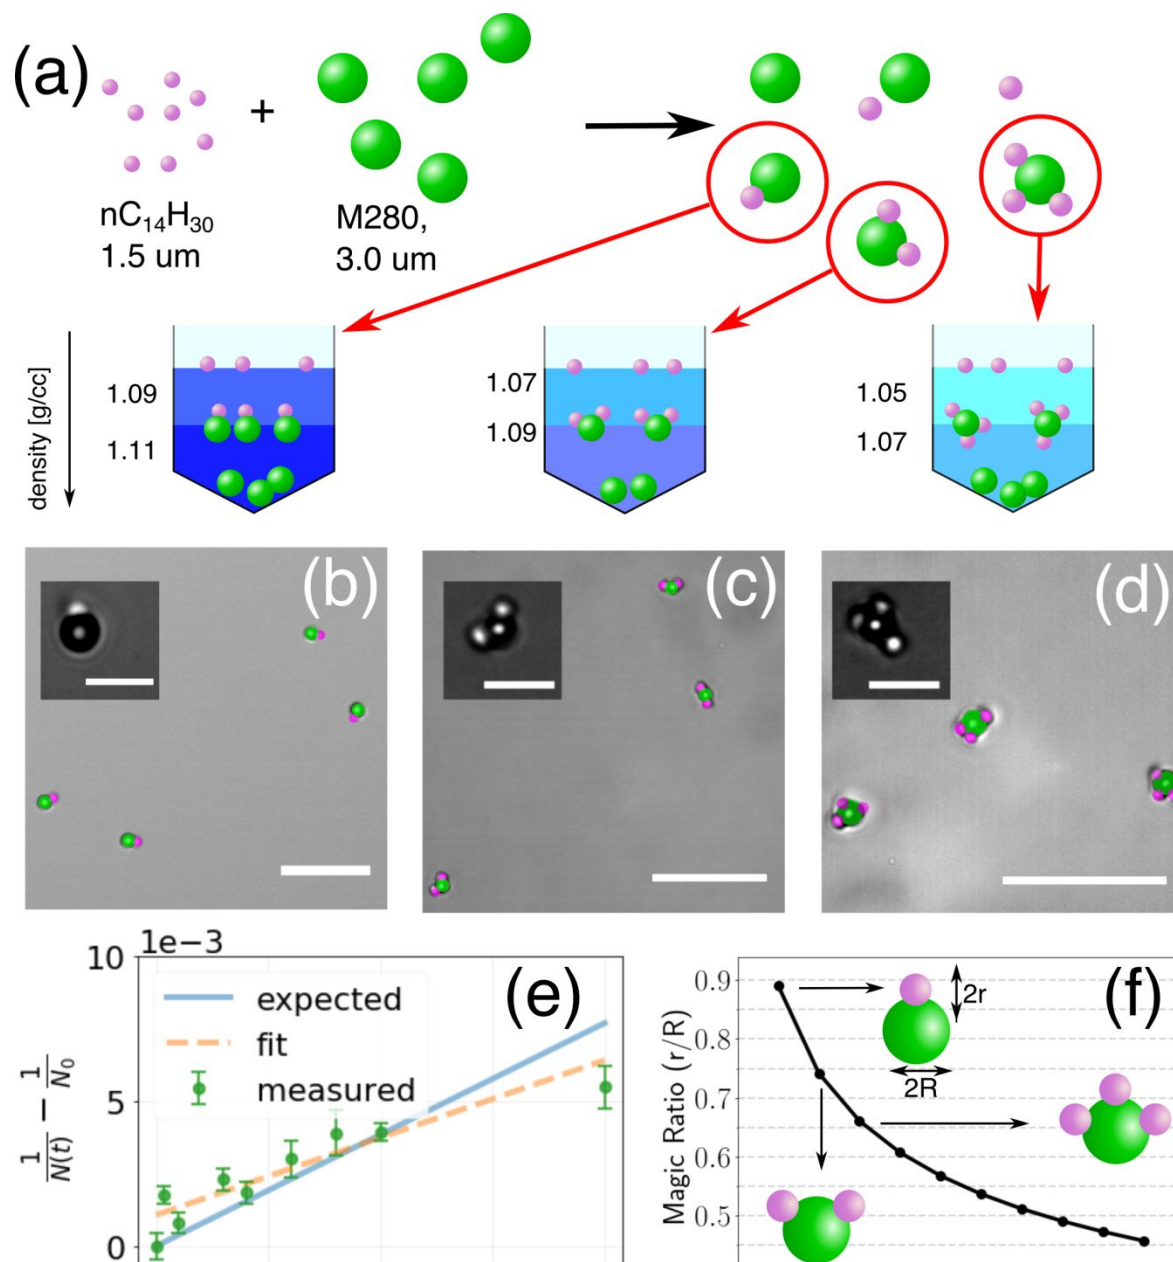 (a)
+
nC₁₄H₃₀
1.5 um
M280,
3.0 um
density [g/cc]
1.09
1.11
1.07
1.09
1.05
1.07
(b)
(c)
(d)
1e−3
10
5
0
1/N(t) − 1/N₀
expected
fit
measured
(e)
Magic Ratio (r/R)
0.9
0.8
0.7
0.6
0.5
2r
2R
(f)